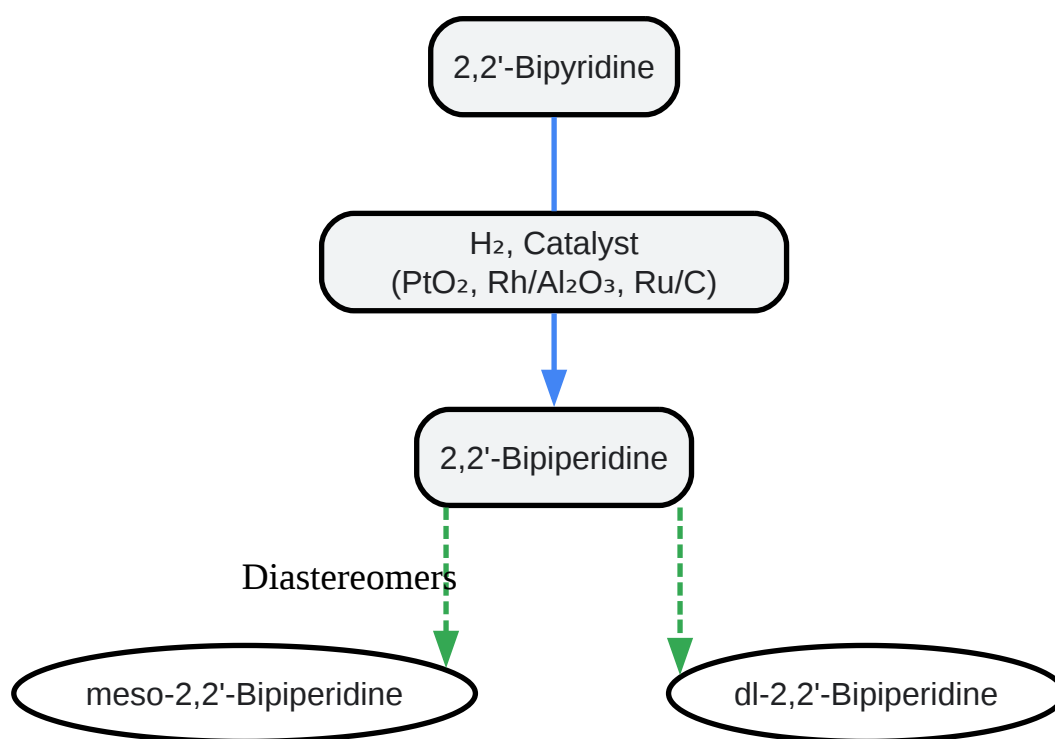 2,2'-Bipyridine
H₂, Catalyst
(PtO₂, Rh/Al₂O₃, Ru/C)
2,2'-Bipiperidine
Diastereomers
meso-2,2'-Bipiperidine
dl-2,2'-Bipiperidine